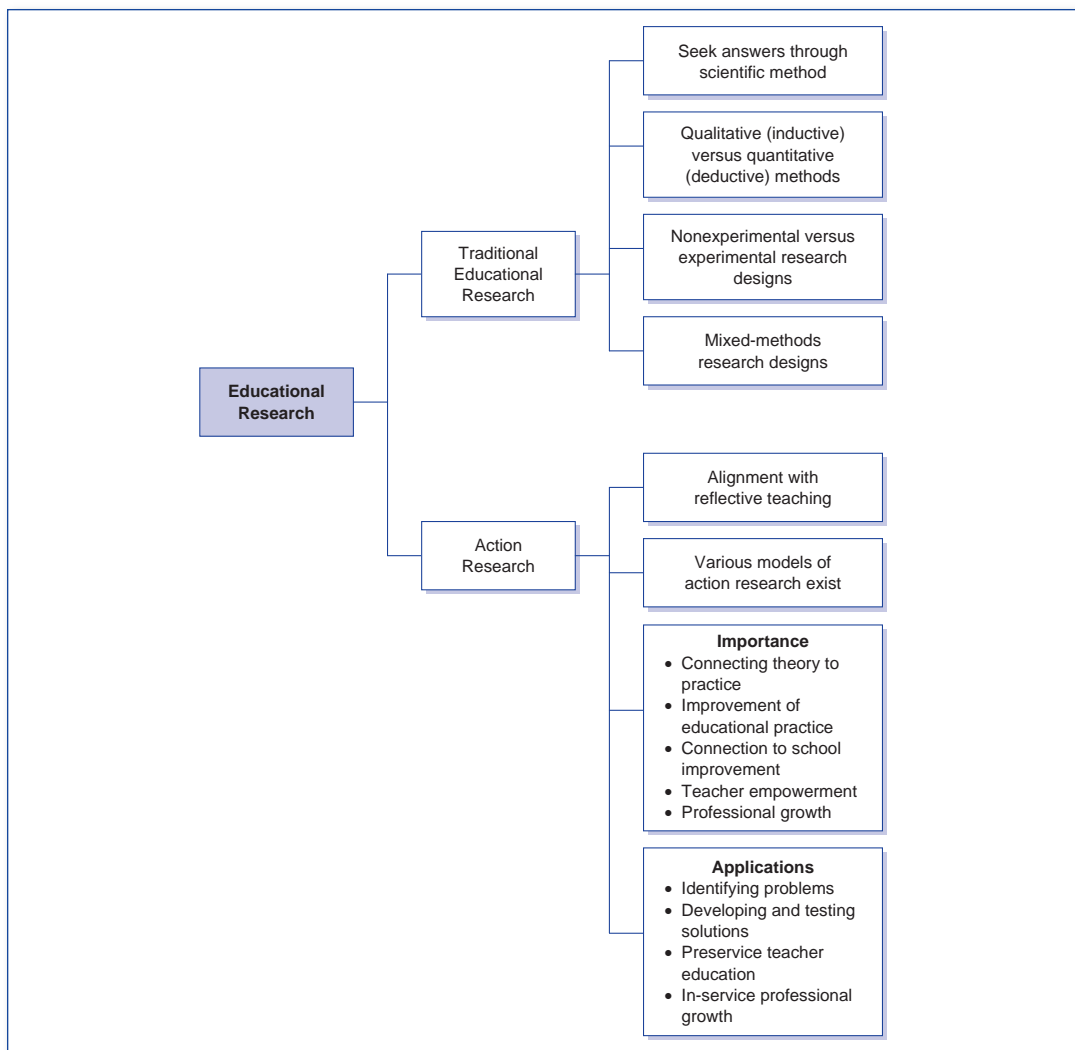 Seek answers through
scientific method
Qualitative (inductive)
versus quantitative
(deductive) methods
Nonexperimental versus
experimental research
designs
Mixed-methods
research designs
Traditional
Educational
Research
Educational
Research
Action
Research
Alignment with
reflective teaching
Various models of
action research exist
Importance
• Connecting theory to
practice
• Improvement of
educational practice
• Connection to school
improvement
• Teacher empowerment
• Professional growth
Applications
• Identifying problems
• Developing and testing
solutions
• Preservice teacher
education
• In-service professional
growth